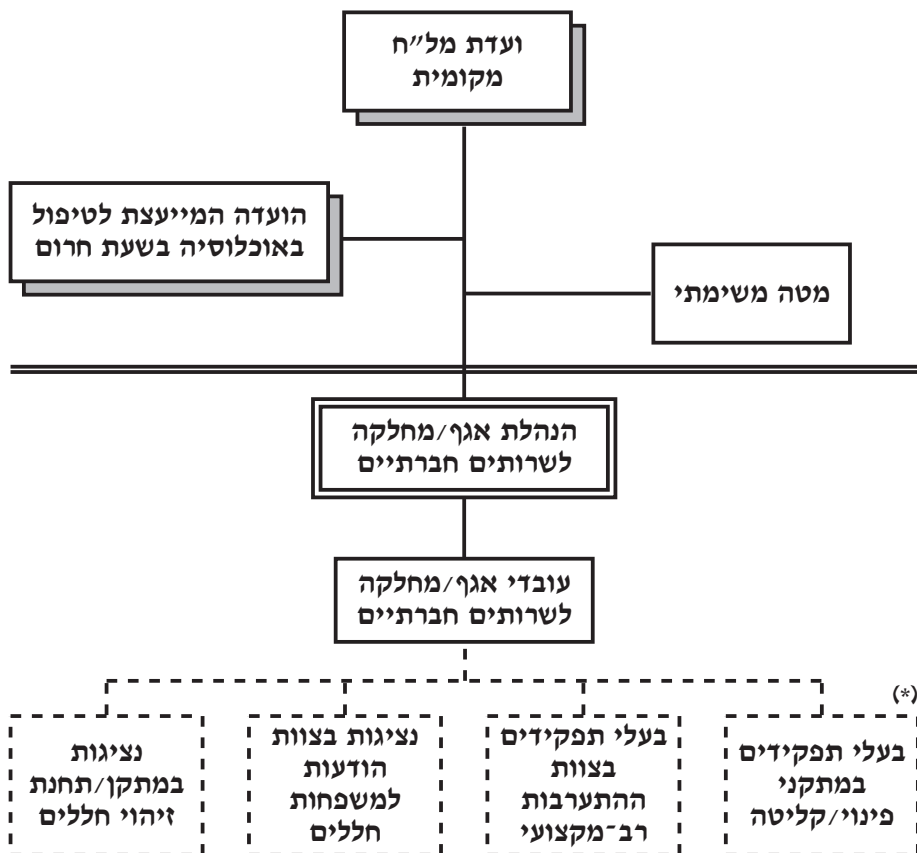 ועדת מל״ח
מקומית
הועדה המייעצת לטיפול
באוכלוסיה בשעת חרום
מטה משימתי
הנהלת אגף/מחלקה
לשרותים חברתיים
עובדי אגף/מחלקה
לשרותים חברתיים
(*)
בעלי תפקידים
במתקני
פינוי/קליטה
בעלי תפקידים
בצוות
ההתערבות
רב־מקצועי
נציגות בצוות
הודעות
למשפחות
חללים
נציגות
במתקן/תחנת
זיהוי חללים